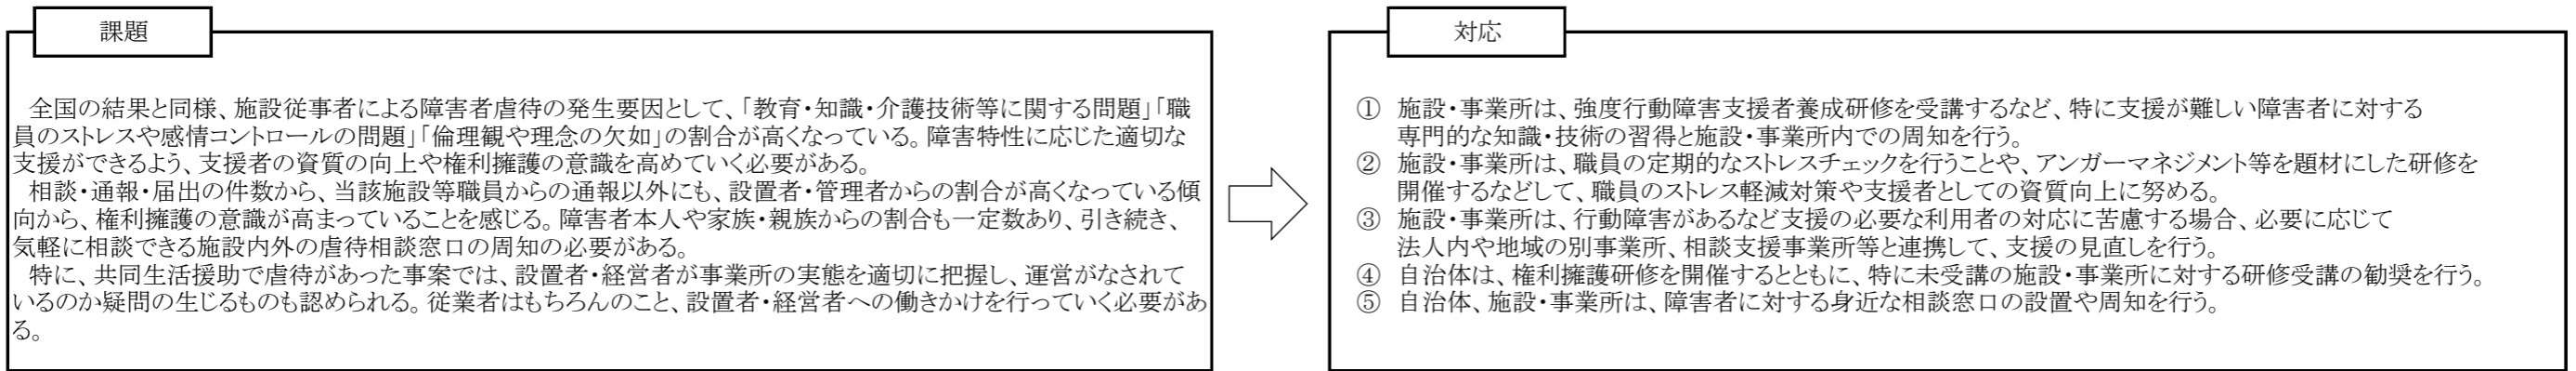 課題
全国の結果と同様、施設従事者による障害者虐待の発生要因として、「教育・知識・介護技術等に関する問題」「職
員のストレスや感情コントロールの問題」「倫理観や理念の欠如」の割合が高くなっている。障害特性に応じた適切な
支援ができるよう、支援者の資質の向上や権利擁護の意識を高めていく必要がある。
相談・通報・届出の件数から、当該施設等職員からの通報以外にも、設置者・管理者からの割合が高くなっている傾
向から、権利擁護の意識が高まっていることを感じる。障害者本人や家族・親族からの割合も一定数あり、引き続き、
気軽に相談できる施設内外の虐待相談窓口の周知の必要がある。
特に、共同生活援助で虐待があった事案では、設置者・経営者が事業所の実態を適切に把握し、運営がなされて
いるのか疑問の生じるものも認められる。従業者はもちろんのこと、設置者・経営者への働きかけを行っていく必要があ
る。
対応
① 施設・事業所は、強度行動障害支援者養成研修を受講するなど、特に支援が難しい障害者に対する
専門的な知識・技術の習得と施設・事業所内での周知を行う。
② 施設・事業所は、職員の定期的なストレスチェックを行うことや、アンガーマネジメント等を題材にした研修を
開催するなどして、職員のストレス軽減対策や支援者としての資質向上に努める。
③ 施設・事業所は、行動障害があるなど支援の必要な利用者の対応に苦慮する場合、必要に応じて
法人内や地域の別事業所、相談支援事業所等と連携して、支援の見直しを行う。
④ 自治体は、権利擁護研修を開催するとともに、特に未受講の施設・事業所に対する研修受講の勧奨を行う。
⑤ 自治体、施設・事業所は、障害者に対する身近な相談窓口の設置や周知を行う。